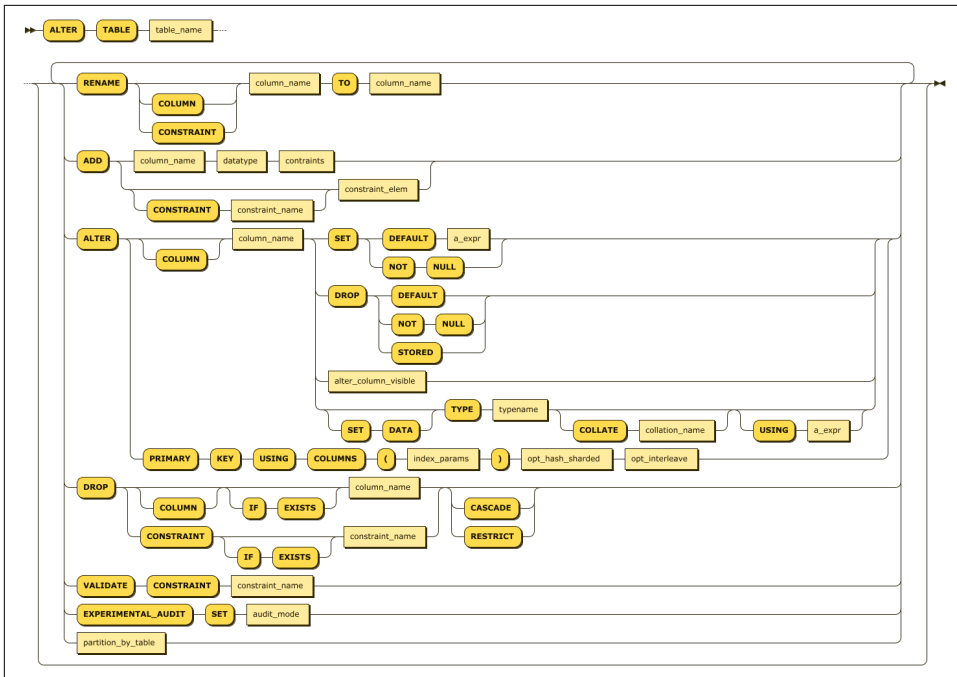 ALTER TABLE table_name
RENAME column_name TO column_name
COLUMN
CONSTRAINT
ADD column_name datatype contraints
constraint_elem
CONSTRAINT constraint_name
ALTER column_name SET DEFAULT a_expr
COLUMN NOT NULL
DROP DEFAULT
NOT NULL
STORED
alter_column_visible
TYPE typename
SET DATA COLLATE collation_name USING a_expr
PRIMARY KEY USING COLUMNS ( index_params ) opt_hash_sharded opt_interleave
DROP column_name
COLUMN IF EXISTS CASCADE
CONSTRAINT constraint_name RESTRICT
IF EXISTS
VALIDATE CONSTRAINT constraint_name
EXPERIMENTAL_AUDIT SET audit_mode
partition_by_table